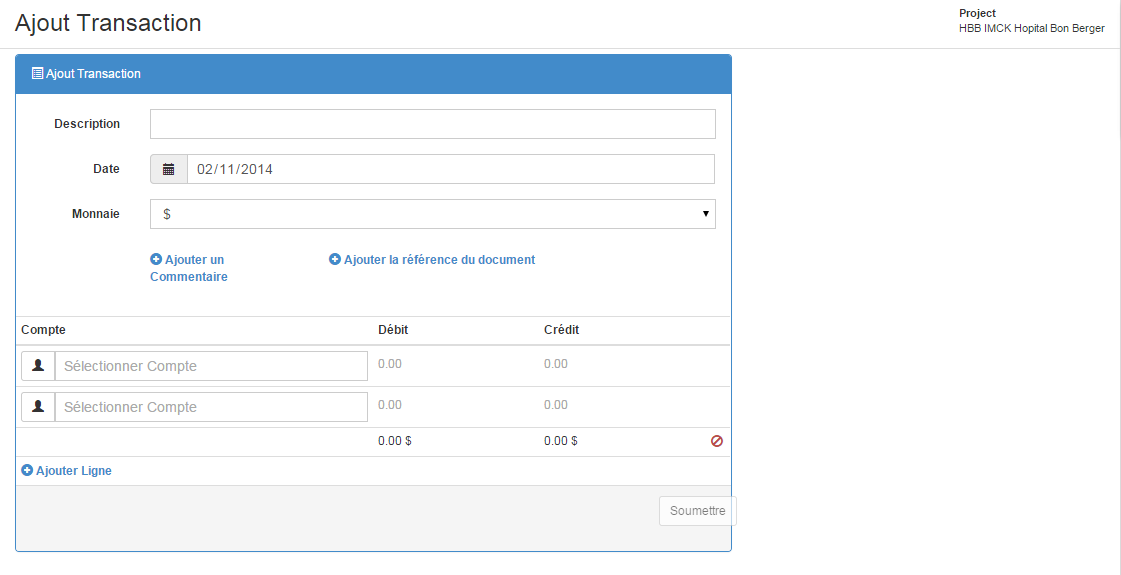 Ajout Transaction
Project
HBB IMCK Hopital Bon Berger
Ajout Transaction
Description
Date
02/11/2014
Monnaie
$
Ajouter un
Commentaire
Ajouter la référence du document
Compte Débit Crédit
Sélectionner Compte 0.00 0.00
Sélectionner Compte 0.00 0.00
0.00 $ 0.00 $
Ajouter Ligne
Soumettre